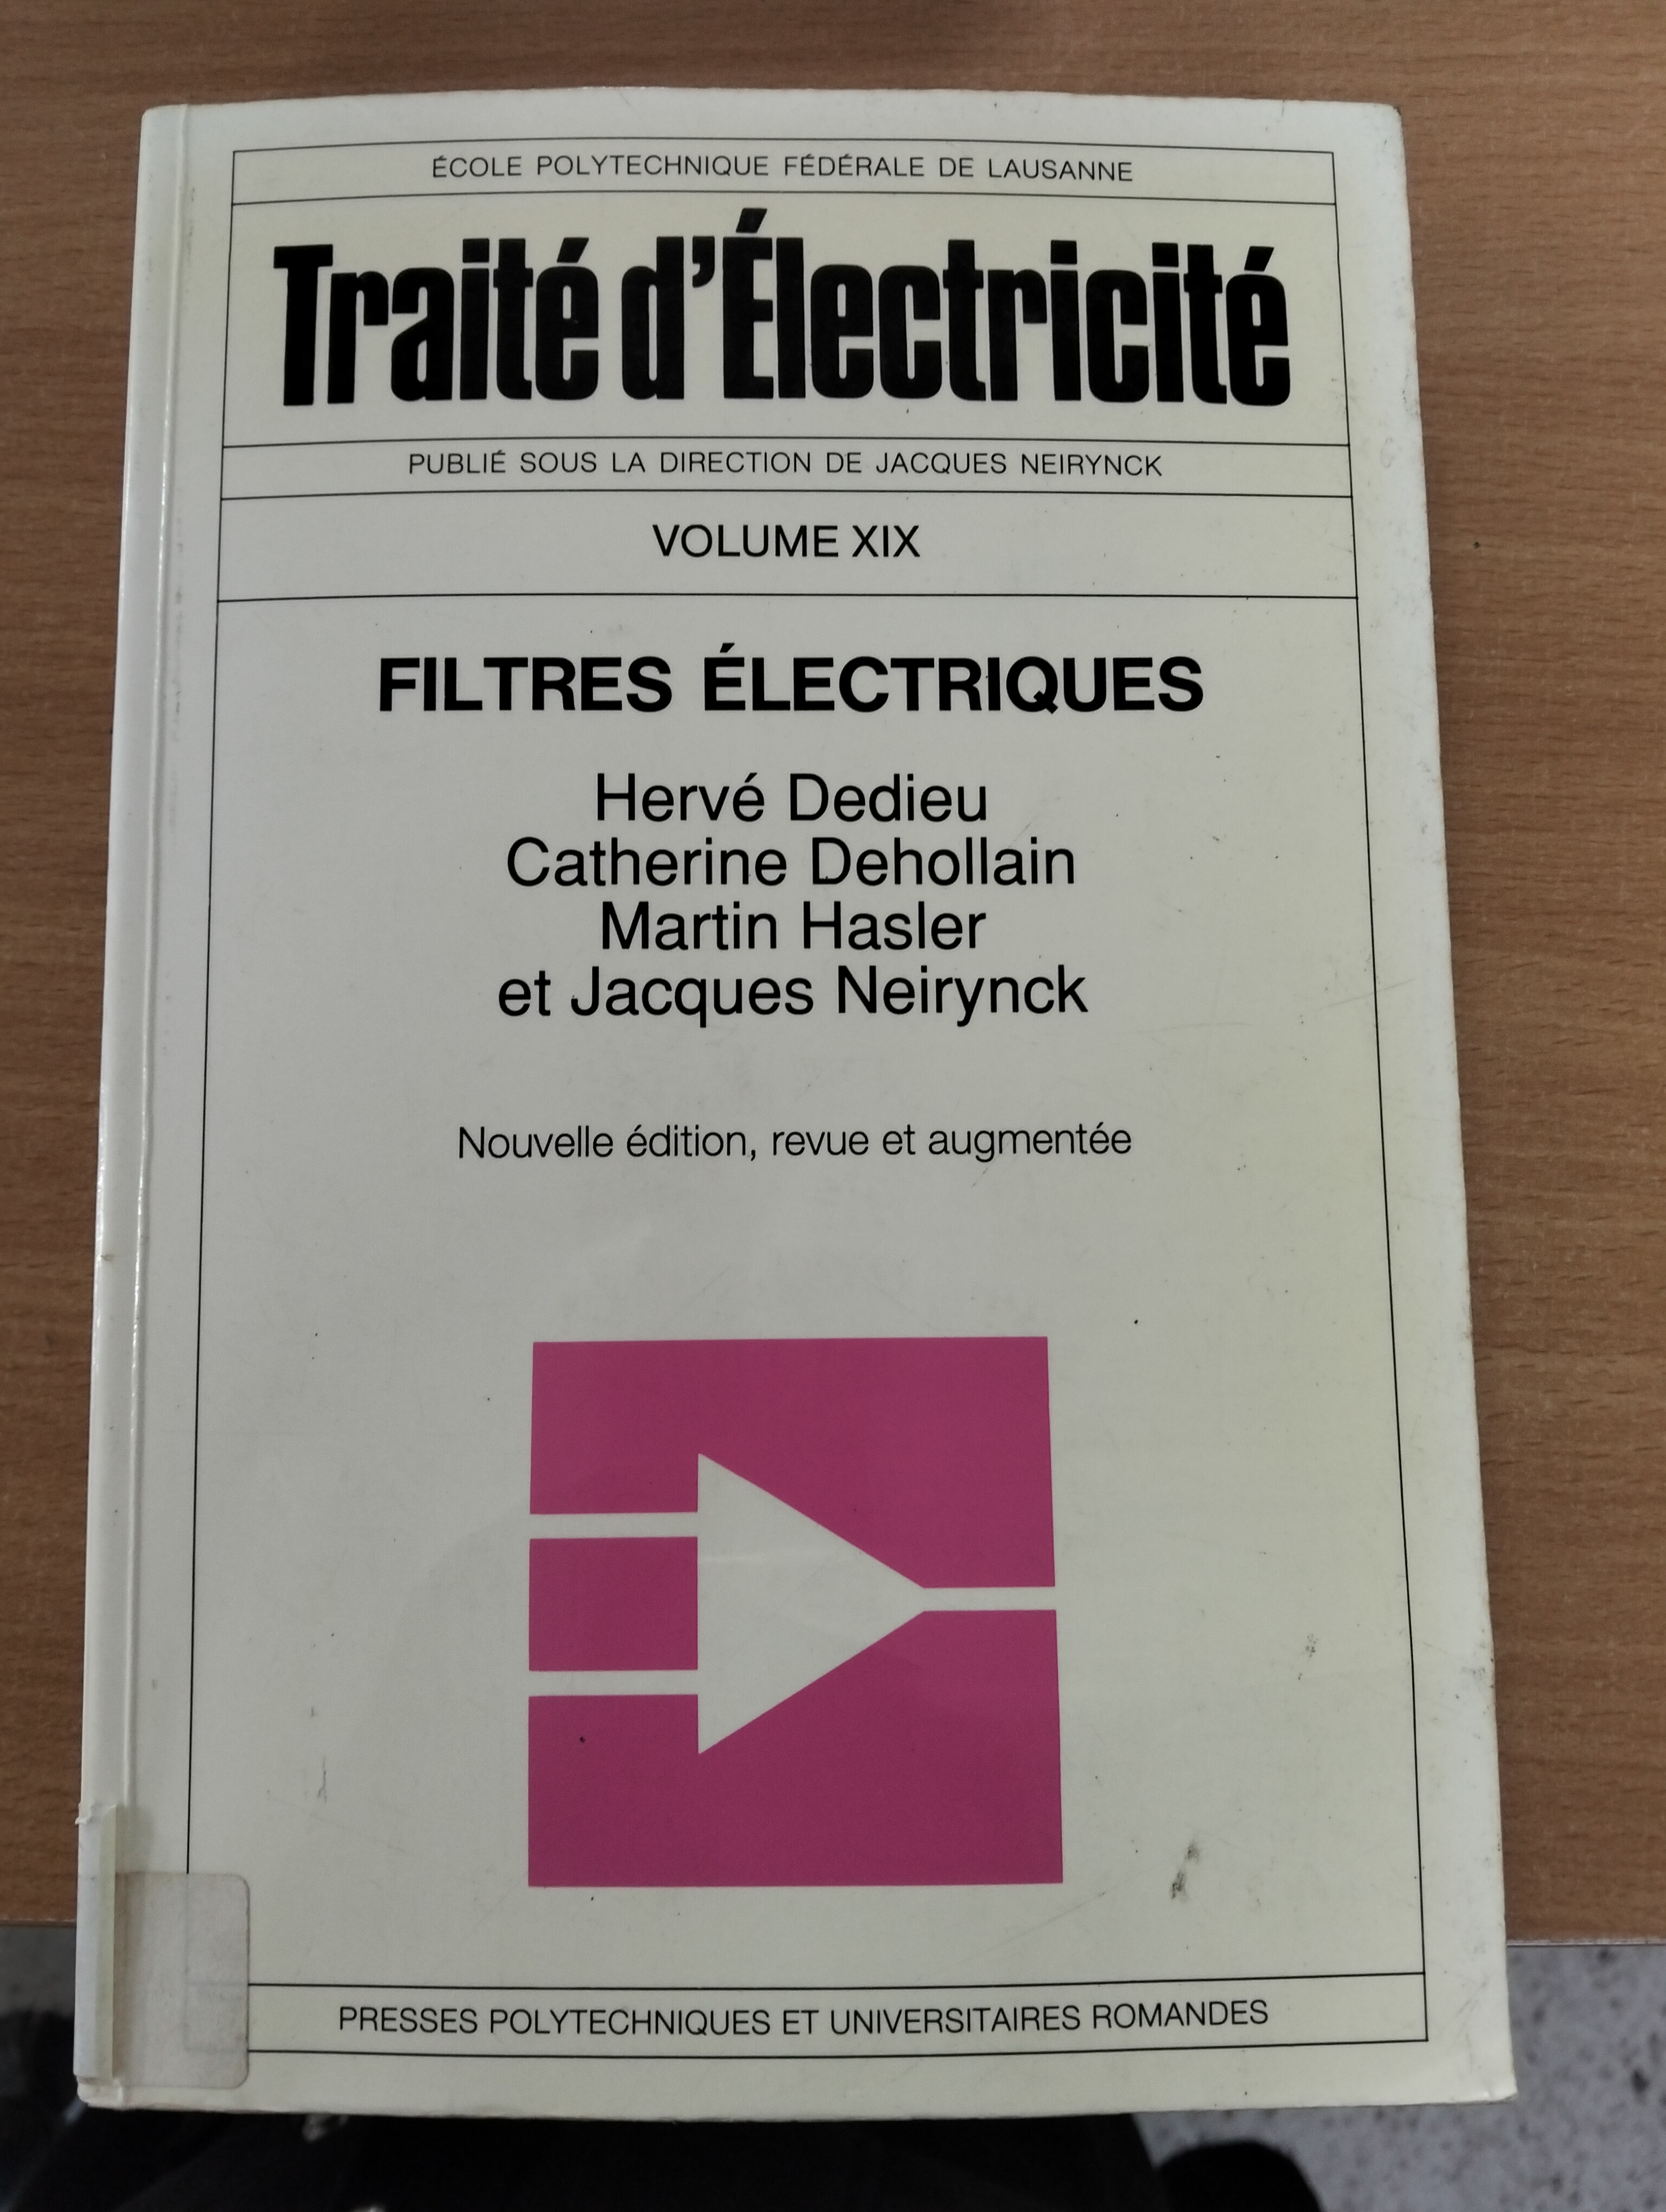 ÉCOLE POLYTECHNIQUE FÉDÉRALE DE LAUSANNE
Traité d'Électricité
PUBLIÉ SOUS LA DIRECTION DE JACQUES NEIRYNCK
VOLUME XIX
FILTRES ÉLECTRIQUES
Hervé Dedieu
Catherine Dehollain
Martin Hasler
et Jacques Neirynck
Nouvelle édition, revue et augmentée
PRESSES POLYTECHNIQUES ET UNIVERSITAIRES ROMANDES